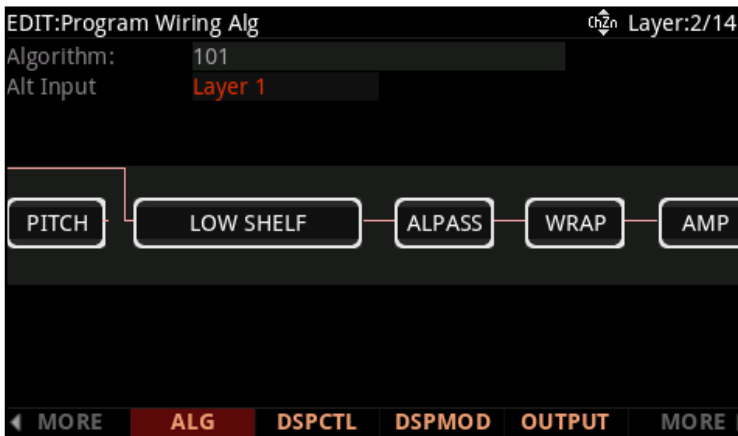 EDIT:Program Wiring Alg ChZn Layer:2/14
Algorithm: 101
Alt Input Layer 1
PITCH LOW SHELF ALPASS WRAP AMP
MORE ALG DSPCTL DSPMOD OUTPUT MORE